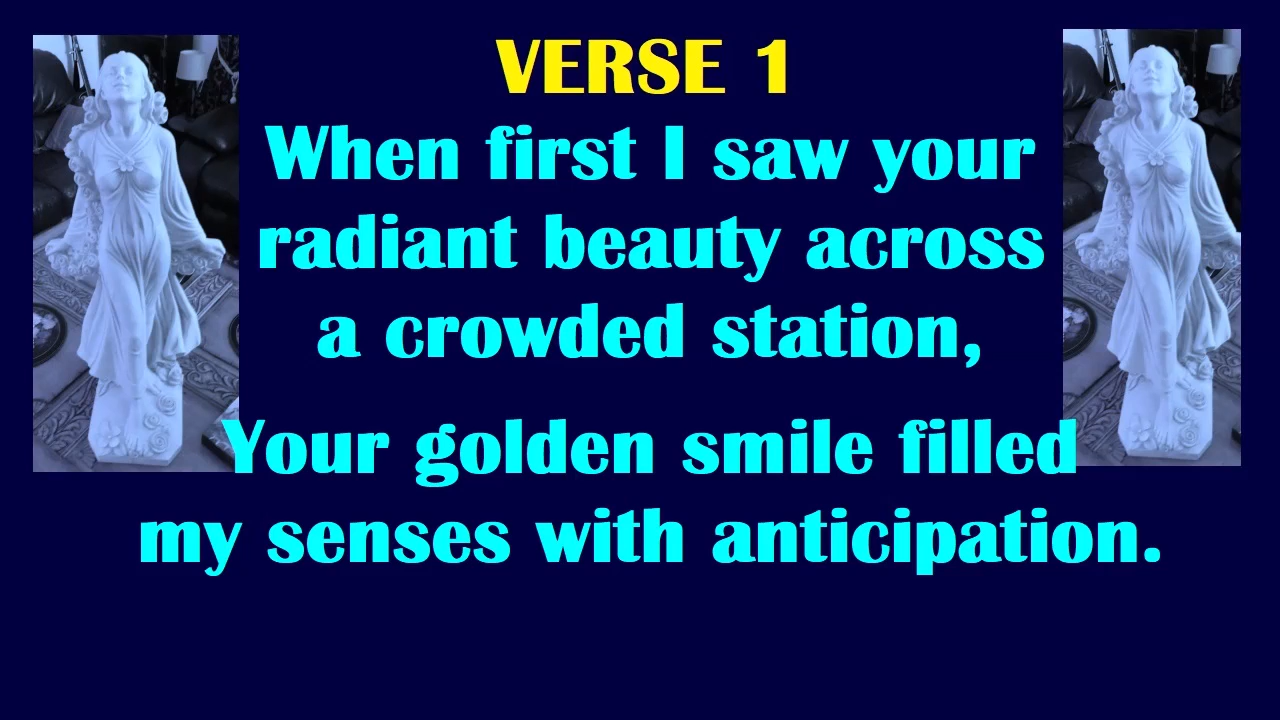 VERSE 1
When first I saw your
radiant beauty across
a crowded station,
Your golden smile filled
my senses with anticipation.